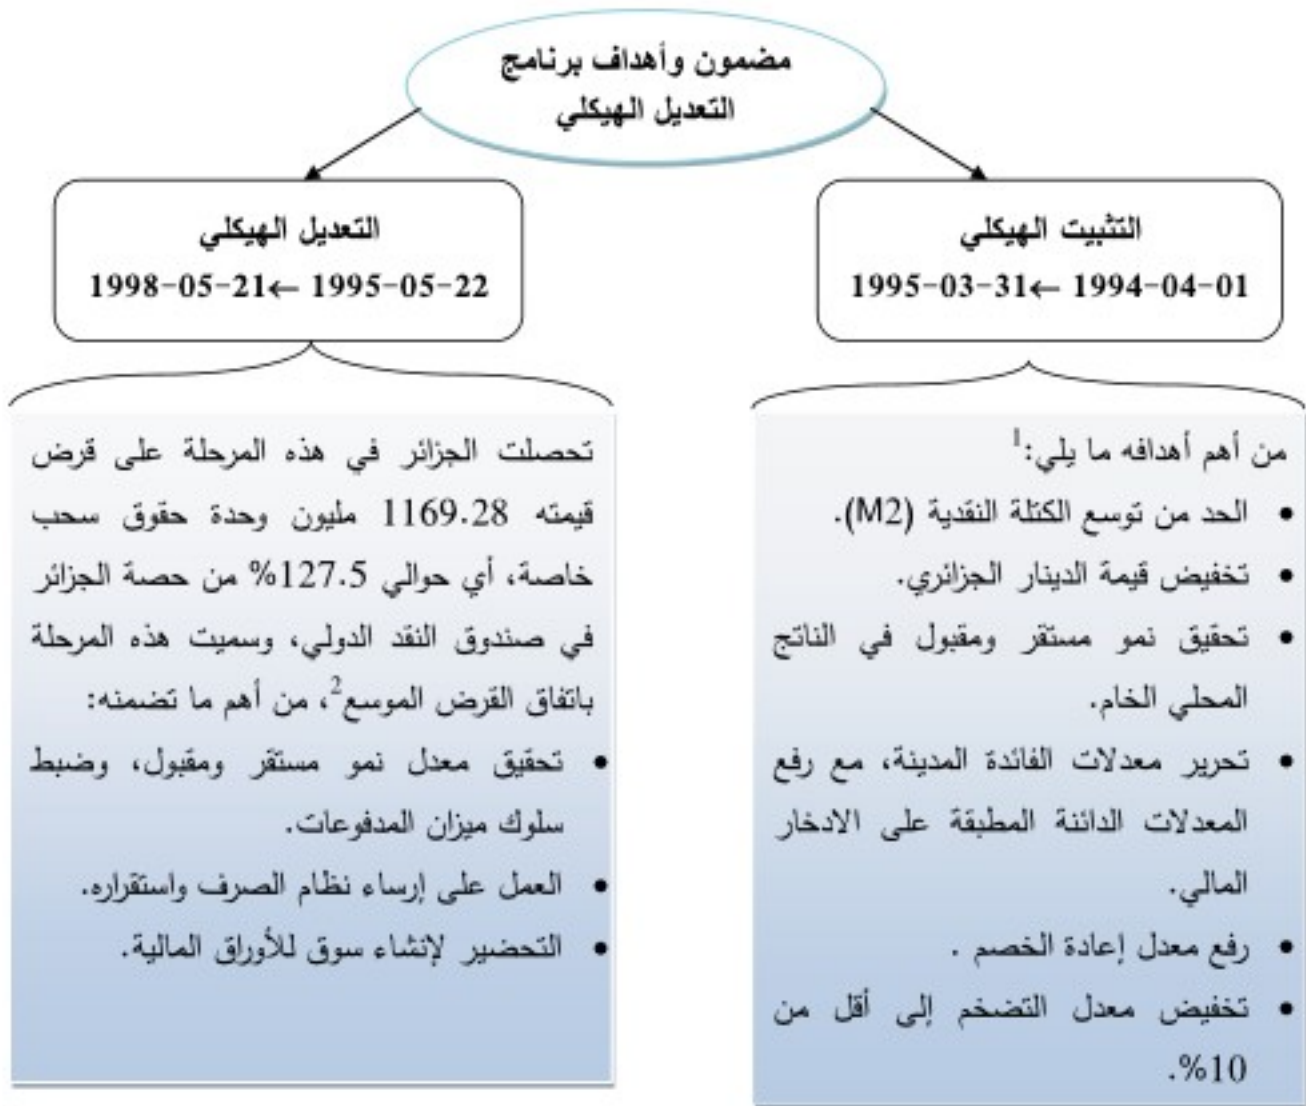 مضمون وأهداف برنامج
التعديل الهيكلي
التثبيت الهيكلي
1994-04-01 ←1995-03-31
من أهم أهدافه ما يلي:1
• الحد من توسع الكتلة النقدية (M2).
• تخفيض قيمة الدينار الجزائري.
• تحقيق نمو مستقر ومقبول في الناتج
المحلي الخام.
• تحرير معدلات الفائدة المدينة، مع رفع
المعدلات الدائنة المطبقة على الادخار
المالي.
• رفع معدل إعادة الخصم .
• تخفيض معدل التضخم إلى أقل من
10%.
التعديل الهيكلي
1995-05-22 ←1998-05-21
تحصلت الجزائر في هذه المرحلة على قرض
قيمته 1169.28 مليون وحدة حقوق سحب
خاصة، أي حوالي 127.5% من حصة الجزائر
في صندوق النقد الدولي، وسميت هذه المرحلة
باتفاق القرض الموسع2، من أهم ما تضمنه:
• تحقيق معدل نمو مستقر ومقبول، وضبط
سلوك ميزان المدفوعات.
• العمل على إرساء نظام الصرف واستقراره.
• التحضير لإنشاء سوق للأوراق المالية.